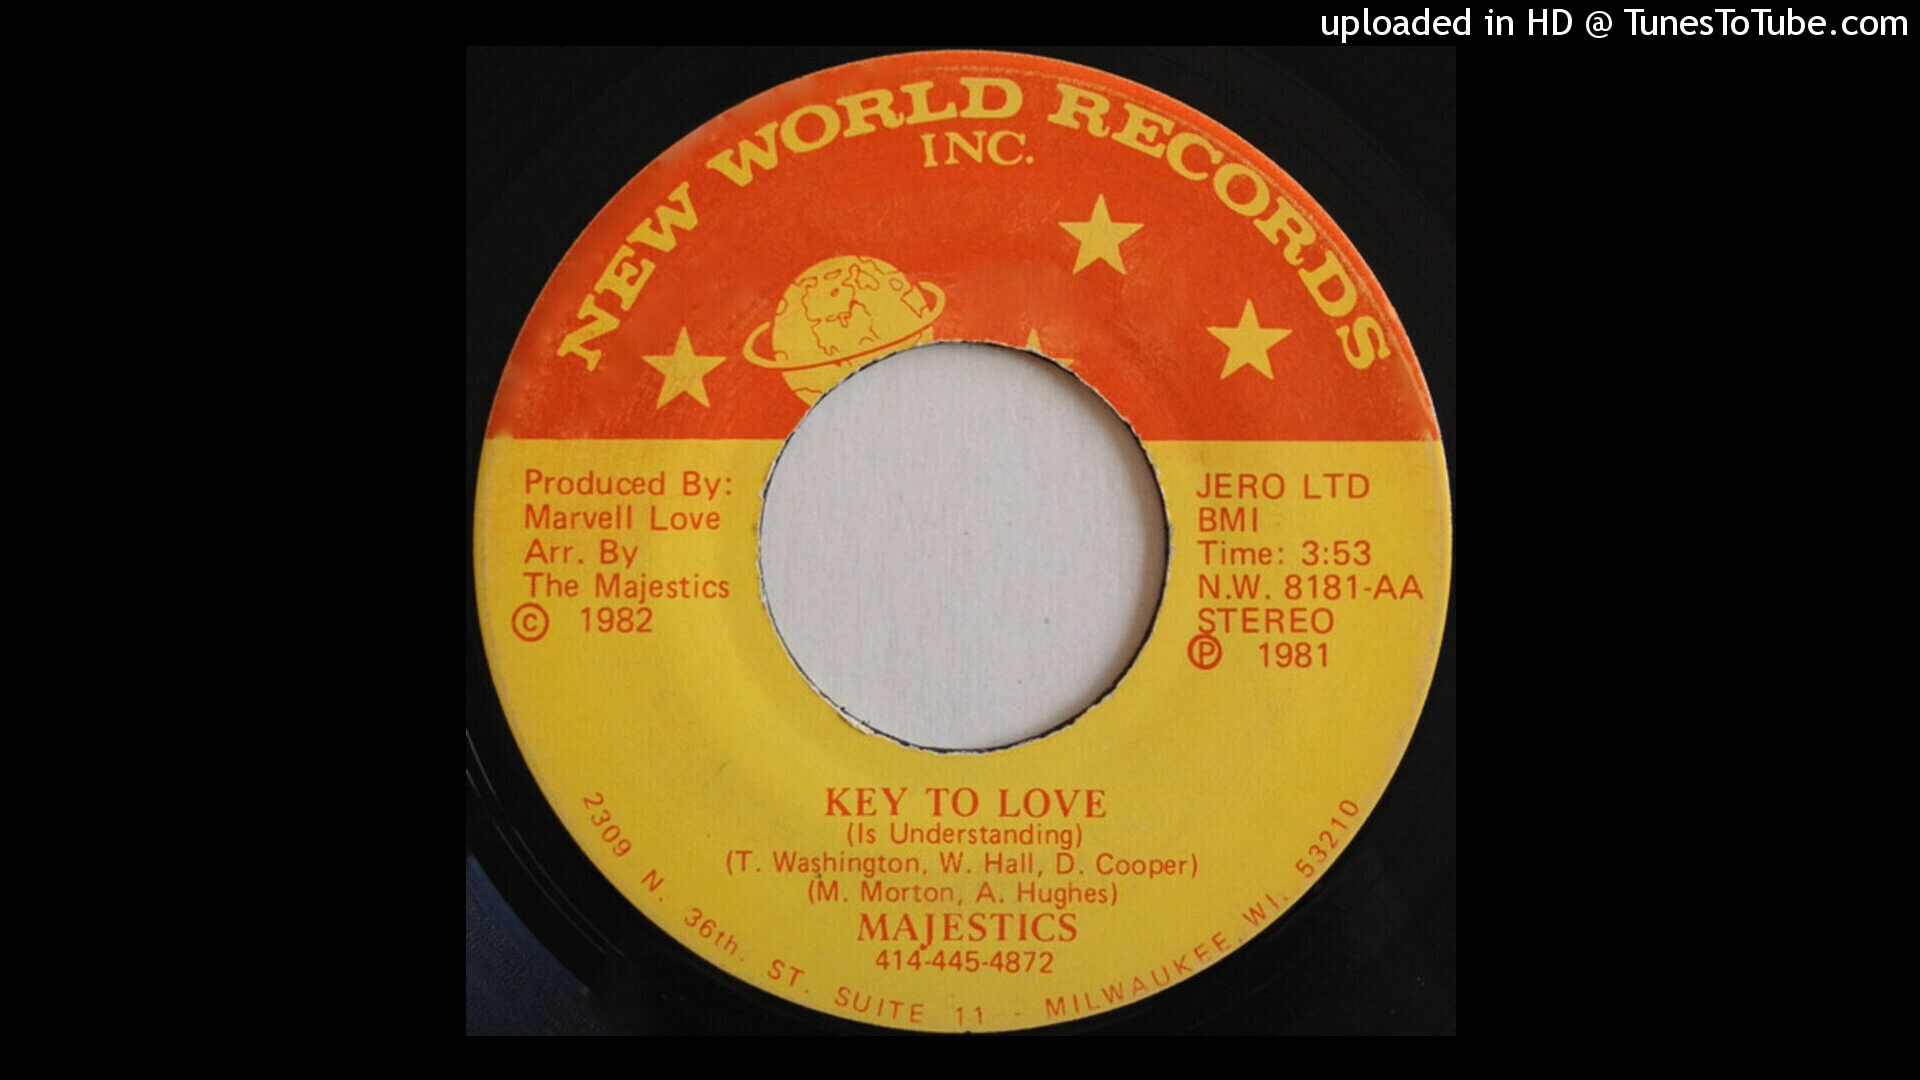 uploaded in HD @ TunesToTube.com
NEW WORLD RECORDS
INC.
Produced By:
Marvell Love
Arr. By
The Majestics
© 1982
JERO LTD
BMI
Time: 3:53
N.W. 8181-AA
STEREO
Ⓟ 1981
KEY TO LOVE
(Is Understanding)
(T. Washington, W. Hall, D. Cooper)
(M. Morton, A. Hughes)
MAJESTICS
414-445-4872
2309 N. 36th. ST. SUITE 11 - MILWAUKEE, WI. 53210